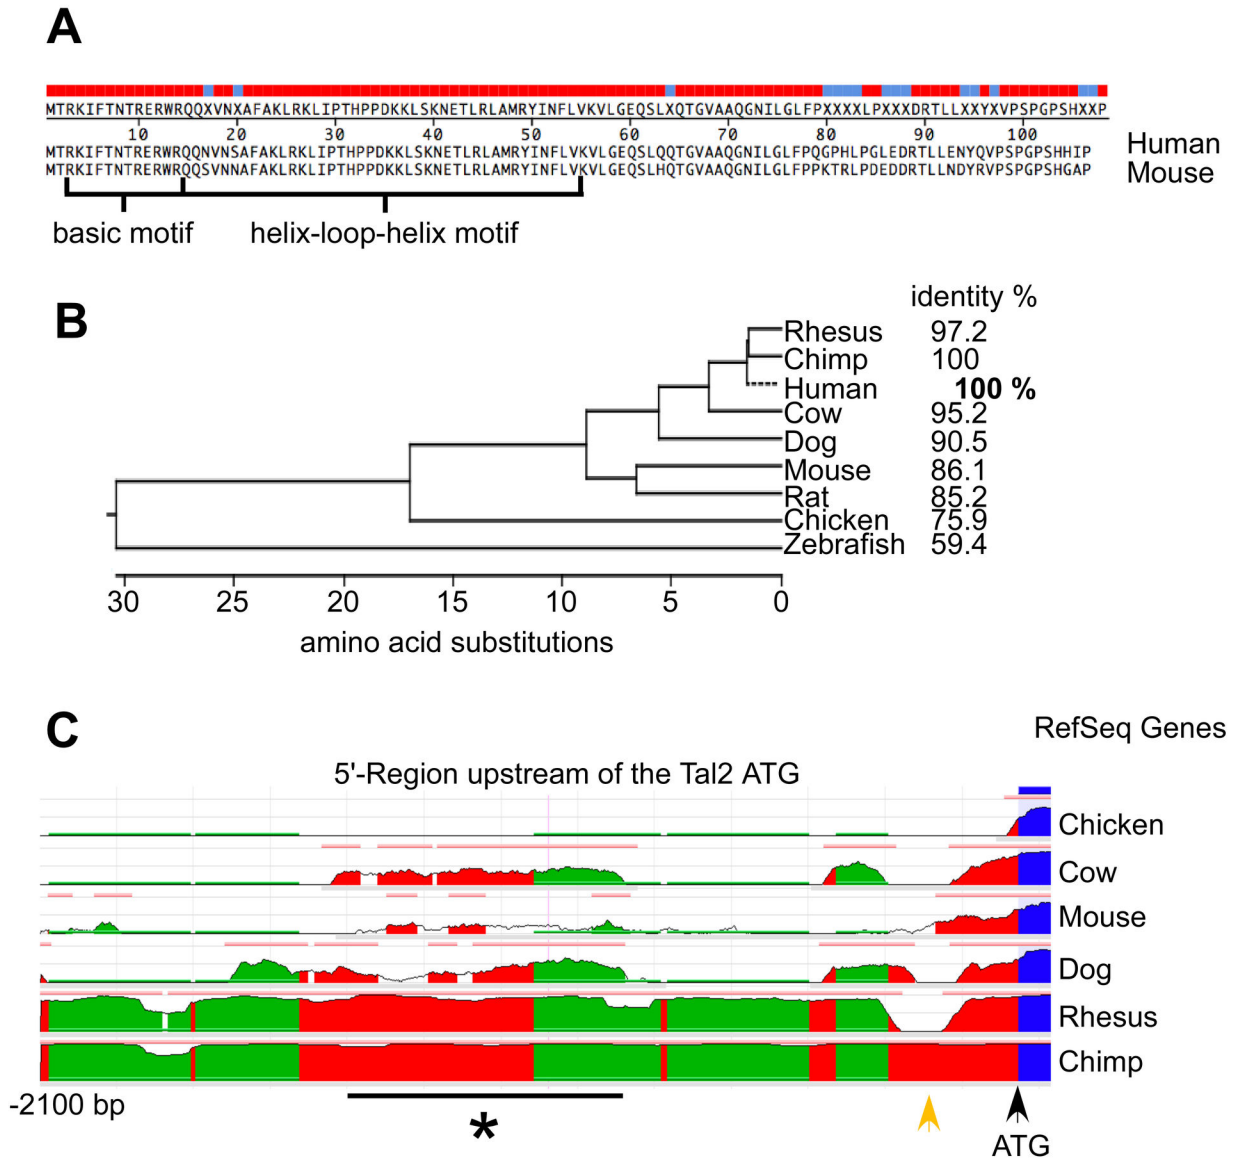 A
MTRKIFTNTRERWRQQXVNXAFAKLRKLIPTHPPDKKLSKNETLRLAMRYINFLVKVLGEQSLXQTGVAAQGNILGLFPXXXXLPXXXDRTLLXXYXVPSPGPSHXXP
10 20 30 40 50 60 70 80 90 100
MTRKIFTNTRERWRQQNVNSAFAKLRKLIPTHPPDKKLSKNETLRLAMRYINFLVKVLGEQSLQQTGVAAQGNILGLFPQGPHLPGLEDRTLLENYQVPSPGPSHHIP Human
MTRKIFTNTRERWRQQSVNNAFAKLRKLIPTHPPDKKLSKNETLRLAMRYINFLVKVLGEQSLHQTGVAAQGNILGLFPPKTRLPDEDDRTLLNDYRVPSPGPSHGAP Mouse
basic motif helix-loop-helix motif
B
identity %
Rhesus 97.2
Chimp 100
Human 100 %
Cow 95.2
Dog 90.5
Mouse 86.1
Rat 85.2
Chicken 75.9
Zebrafish 59.4
30 25 20 15 10 5 0
amino acid substitutions
C
RefSeq Genes
5'-Region upstream of the Tal2 ATG
Chicken
Cow
Mouse
Dog
Rhesus
Chimp
-2100 bp
*
ATG